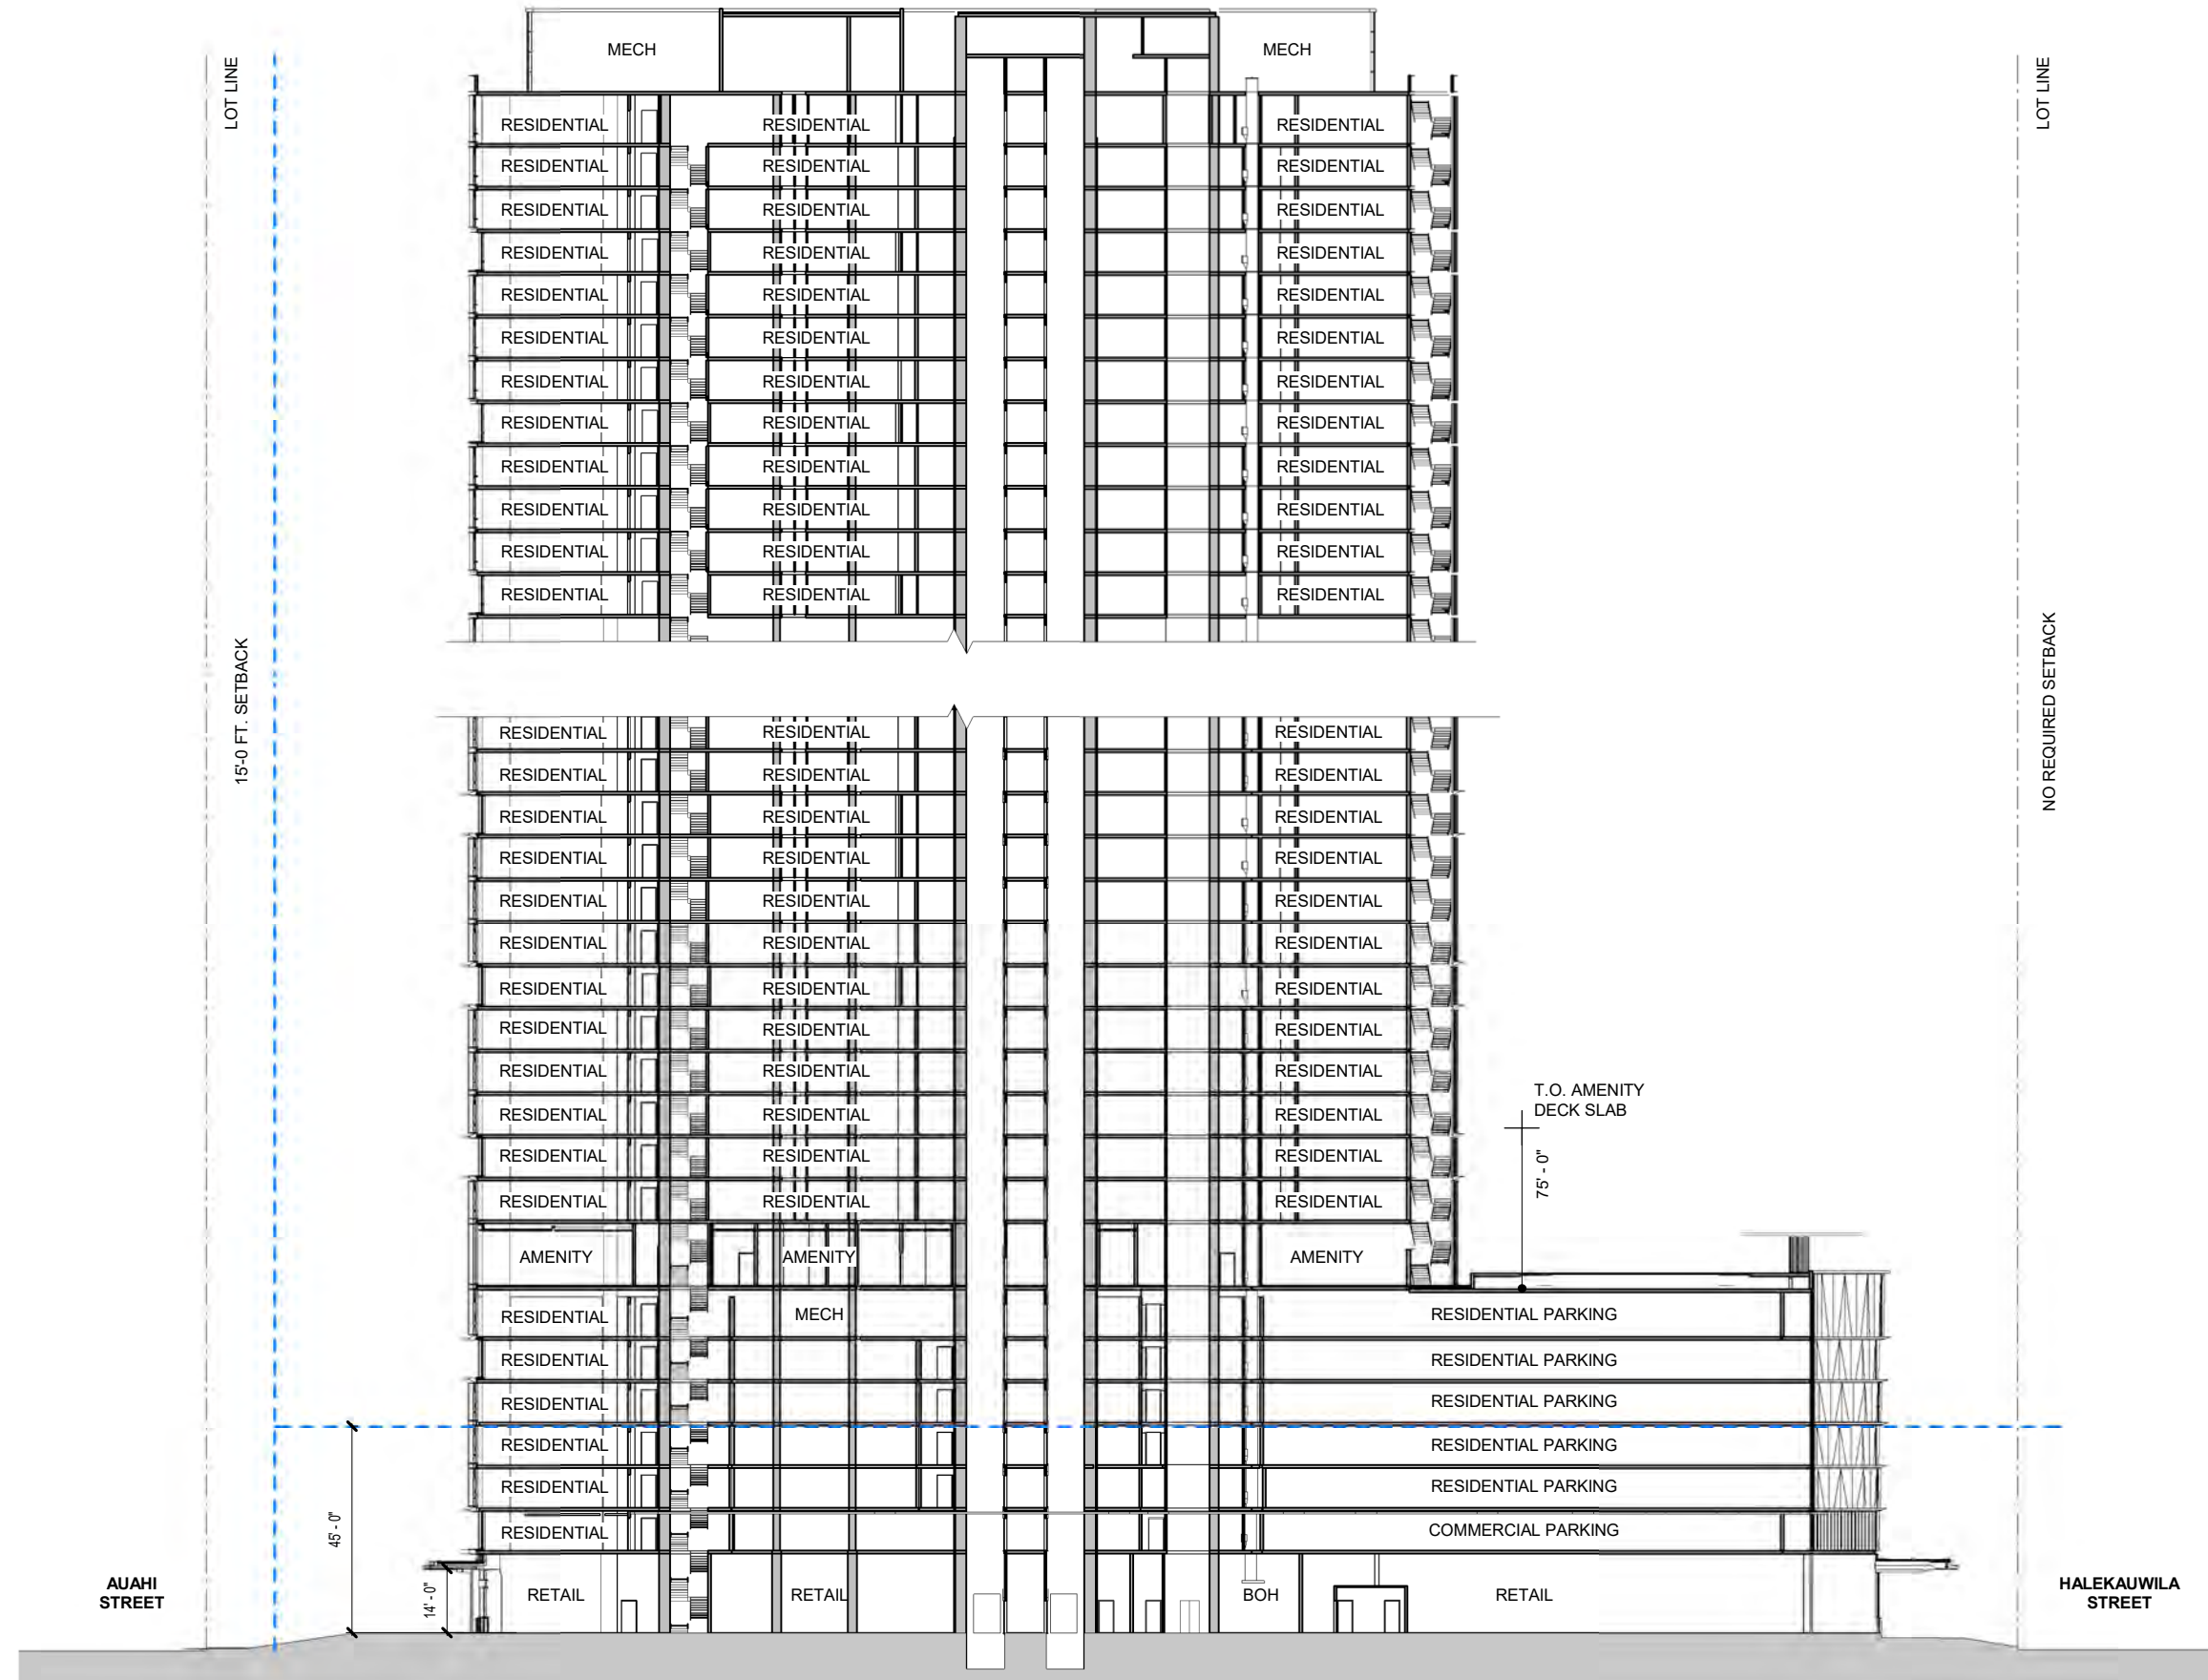 MECH
MECH
LOT LINE
LOT LINE
RESIDENTIAL RESIDENTIAL RESIDENTIAL
RESIDENTIAL RESIDENTIAL RESIDENTIAL
RESIDENTIAL RESIDENTIAL RESIDENTIAL
RESIDENTIAL RESIDENTIAL RESIDENTIAL
RESIDENTIAL RESIDENTIAL RESIDENTIAL
RESIDENTIAL RESIDENTIAL RESIDENTIAL
RESIDENTIAL RESIDENTIAL RESIDENTIAL
RESIDENTIAL RESIDENTIAL RESIDENTIAL
RESIDENTIAL RESIDENTIAL RESIDENTIAL
RESIDENTIAL RESIDENTIAL RESIDENTIAL
RESIDENTIAL RESIDENTIAL RESIDENTIAL
RESIDENTIAL RESIDENTIAL RESIDENTIAL
15'-0 FT. SETBACK
NO REQUIRED SETBACK
RESIDENTIAL RESIDENTIAL RESIDENTIAL
RESIDENTIAL RESIDENTIAL RESIDENTIAL
RESIDENTIAL RESIDENTIAL RESIDENTIAL
RESIDENTIAL RESIDENTIAL RESIDENTIAL
RESIDENTIAL RESIDENTIAL RESIDENTIAL
RESIDENTIAL RESIDENTIAL RESIDENTIAL
RESIDENTIAL RESIDENTIAL RESIDENTIAL
RESIDENTIAL RESIDENTIAL RESIDENTIAL
RESIDENTIAL RESIDENTIAL RESIDENTIAL
RESIDENTIAL RESIDENTIAL RESIDENTIAL
RESIDENTIAL RESIDENTIAL RESIDENTIAL
RESIDENTIAL RESIDENTIAL RESIDENTIAL
T.O. AMENITY
DECK SLAB
75' - 0"
AMENITY AMENITY AMENITY
RESIDENTIAL MECH RESIDENTIAL PARKING
RESIDENTIAL RESIDENTIAL PARKING
RESIDENTIAL RESIDENTIAL PARKING
RESIDENTIAL RESIDENTIAL PARKING
RESIDENTIAL RESIDENTIAL PARKING
RESIDENTIAL COMMERCIAL PARKING
45' - 0"
14' - 0"
RETAIL RETAIL BOH RETAIL
AUAHI
STREET
HALEKAUWILA
STREET